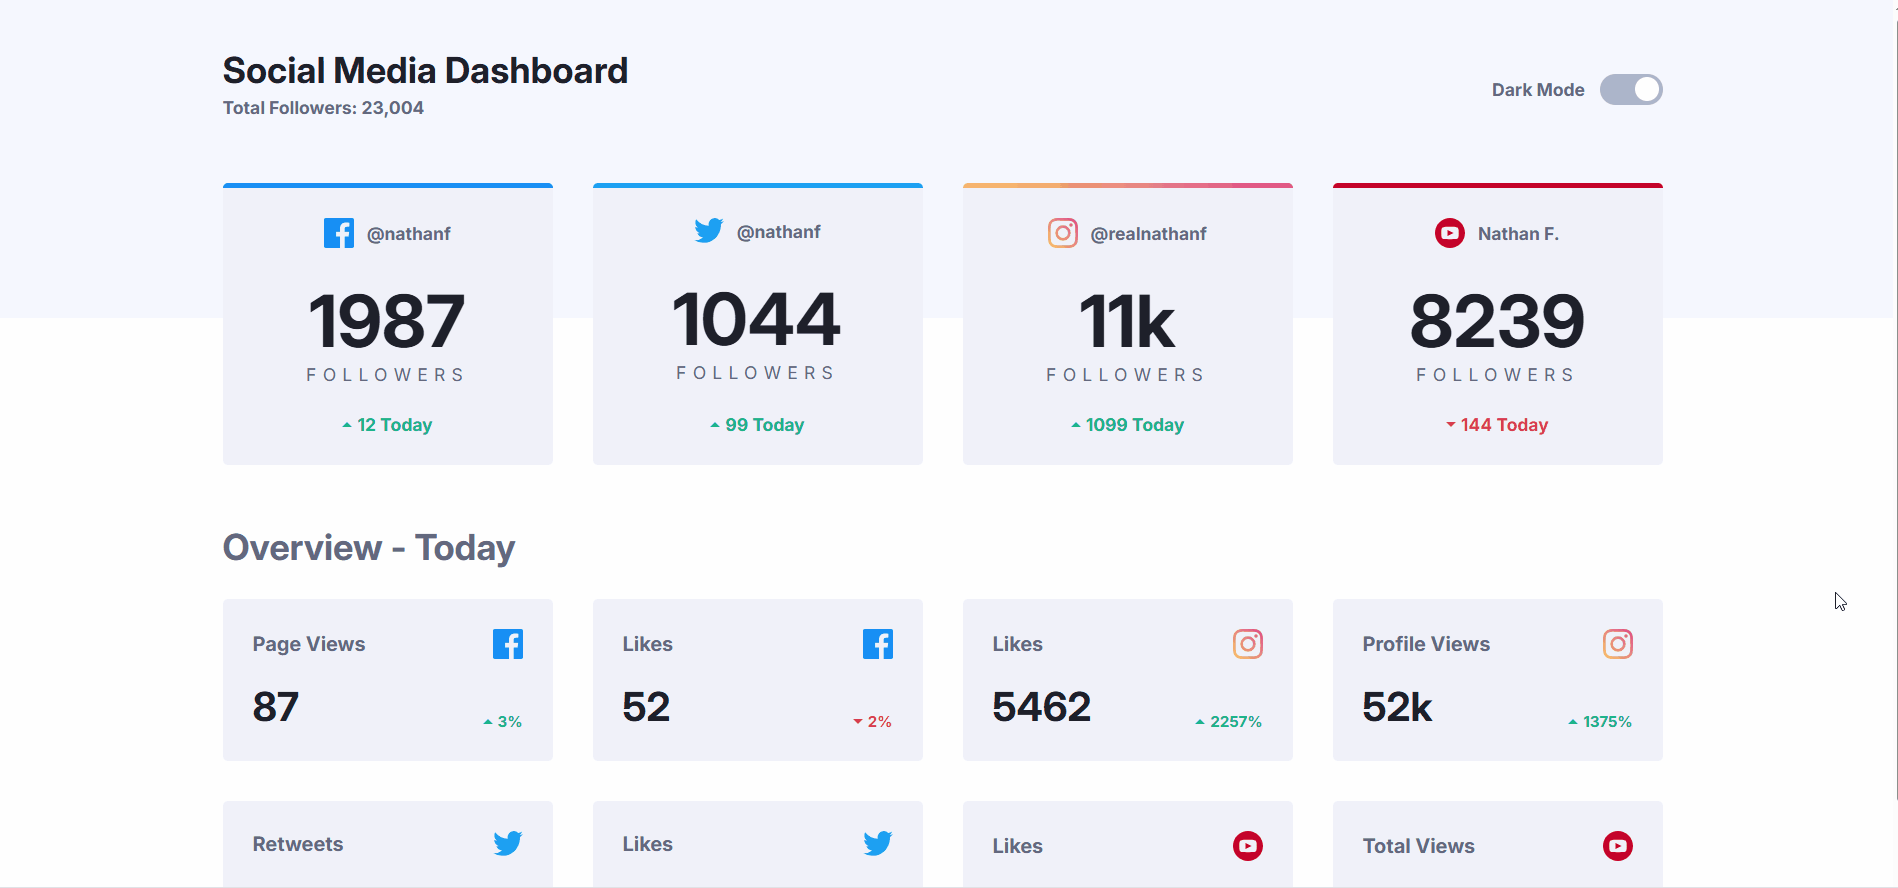 Social Media Dashboard
Total Followers: 23,004
Dark Mode
@nathanf
1987
FOLLOWERS
12 Today
@nathanf
1044
FOLLOWERS
99 Today
@realnathanf
11k
FOLLOWERS
1099 Today
Nathan F.
8239
FOLLOWERS
144 Today
Overview - Today
Page Views
87
3%
Likes
52
2%
Likes
5462
2257%
Profile Views
52k
1375%
Retweets
Likes
Likes
Total Views